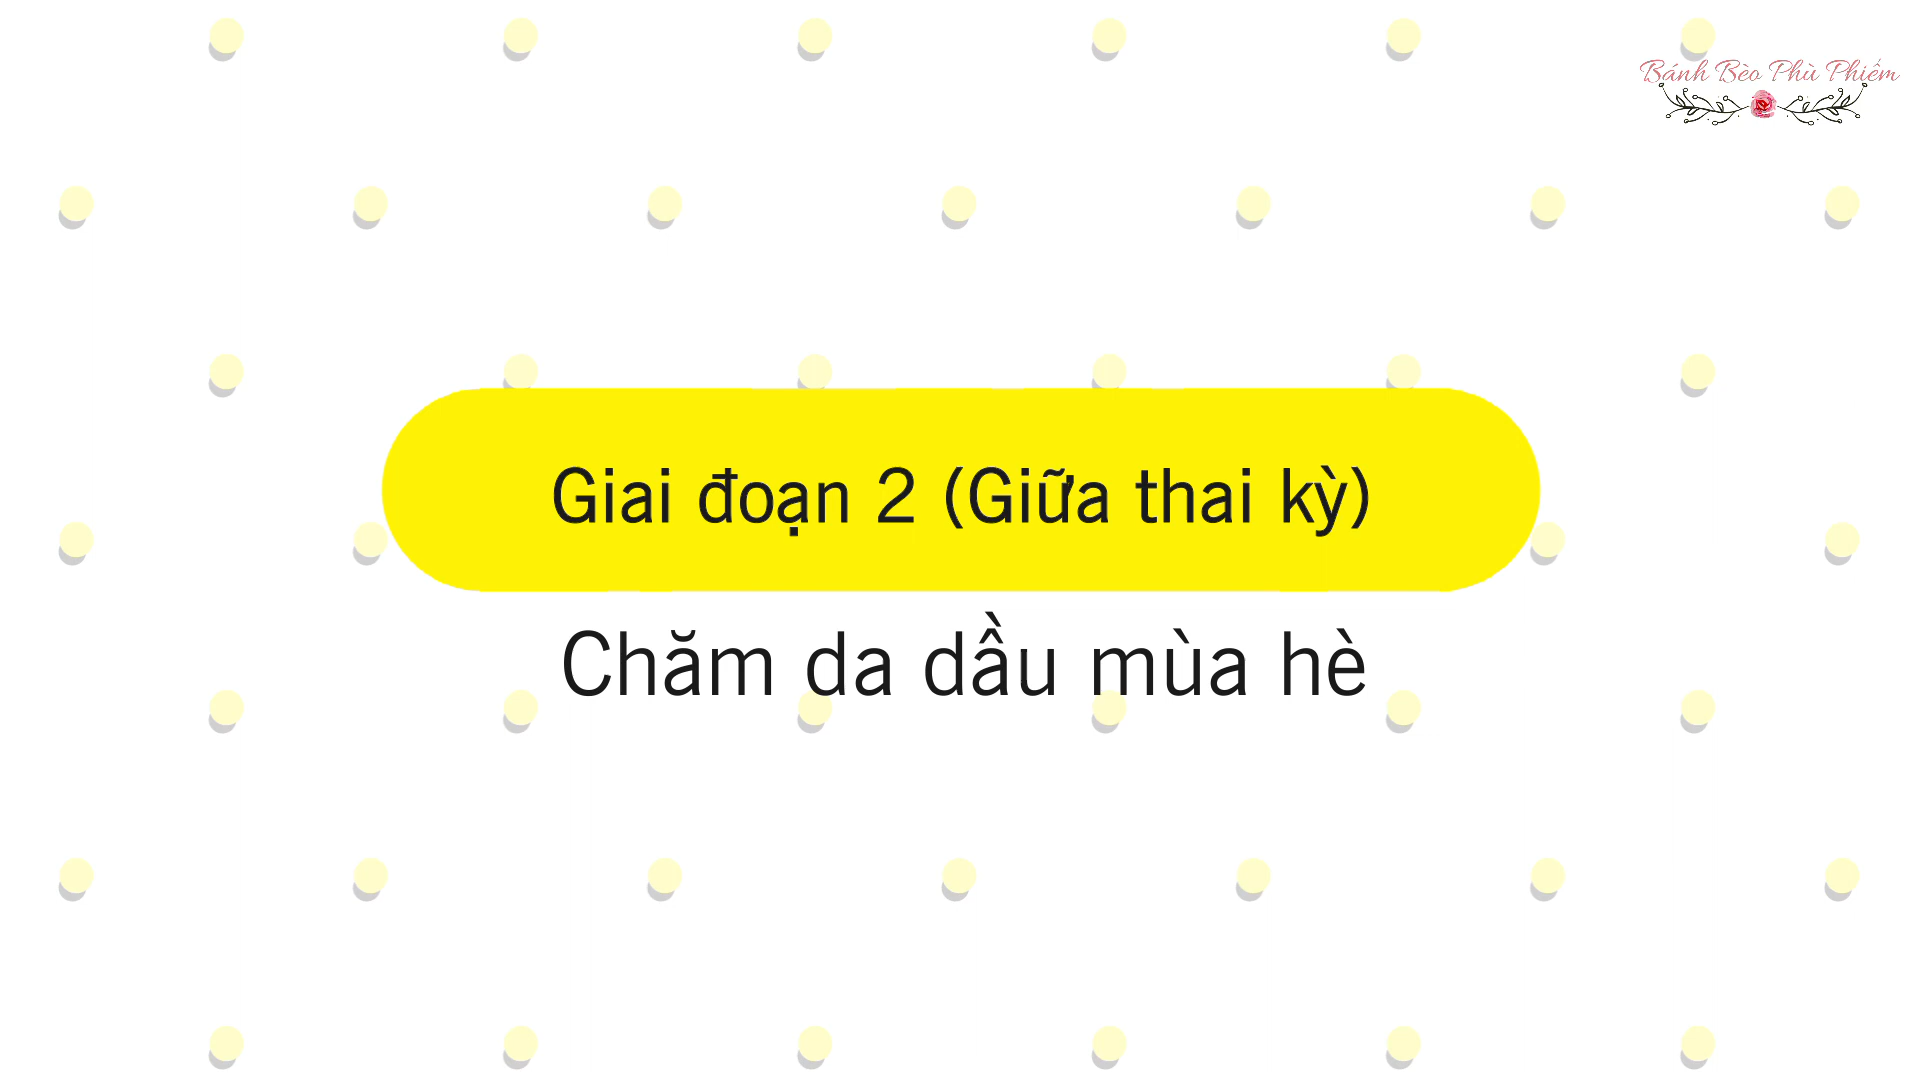 Bánh Bèo Phù Phiếm
Giai đoạn 2 (Giữa thai kỳ)
Chăm da dầu mùa hè